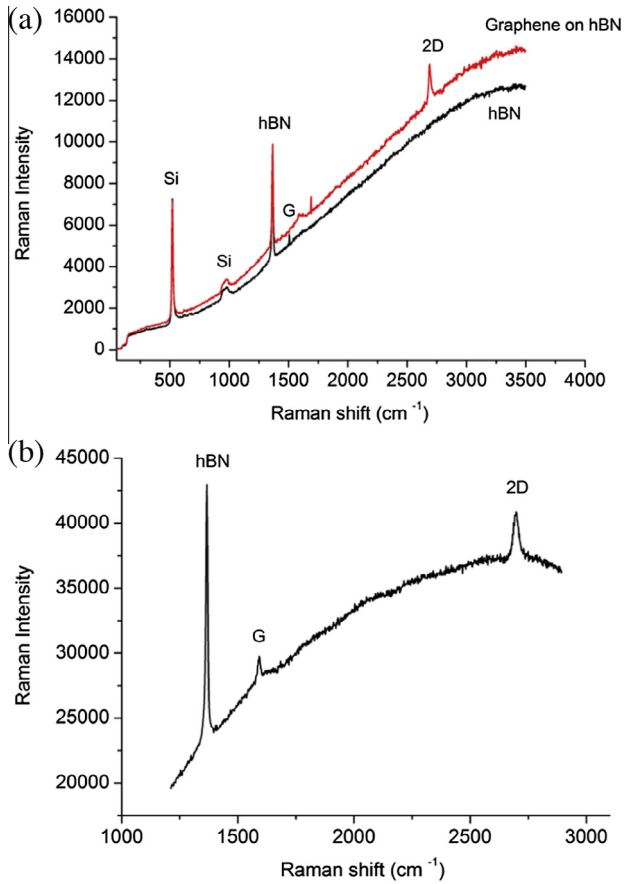 (a)
16000
14000
12000
10000
8000
6000
4000
2000
0
Raman Intensity
Graphene on hBN
2D
hBN
hBN
Si
G
Si
500
1000
1500
2000
2500
3000
3500
4000
Raman shift (cm -1)
(b)
45000
40000
35000
30000
25000
20000
Raman Intensity
hBN
2D
G
1000
1500
2000
2500
3000
Raman shift (cm -1)